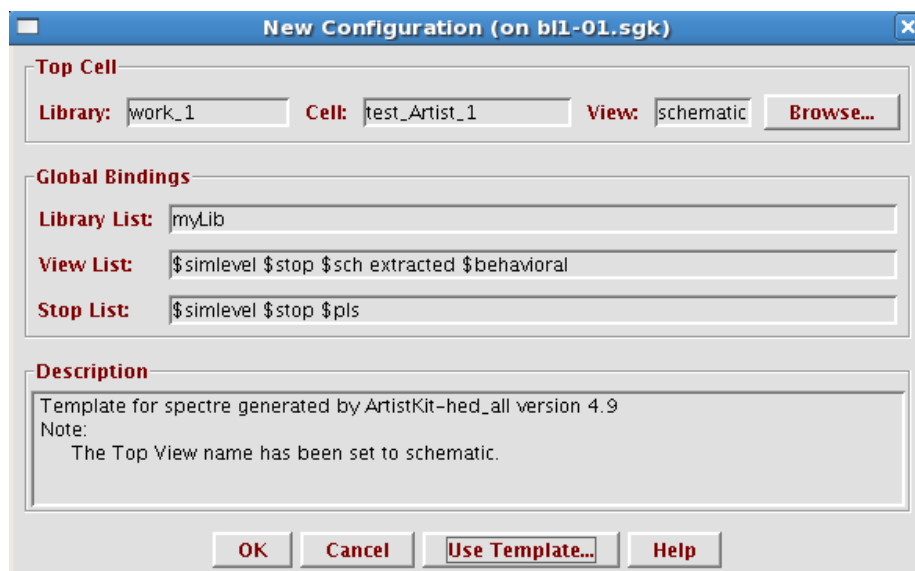 New Configuration (on bl1-01.sgk)
Top Cell
Library: work_1 Cell: test_Artist_1 View: schematic Browse...
Global Bindings
Library List: myLib
View List: $simlevel $stop $sch extracted $behavioral
Stop List: $simlevel $stop $pls
Description
Template for spectre generated by ArtistKit-hed_all version 4.9
Note:
The Top View name has been set to schematic.
OK Cancel Use Template... Help